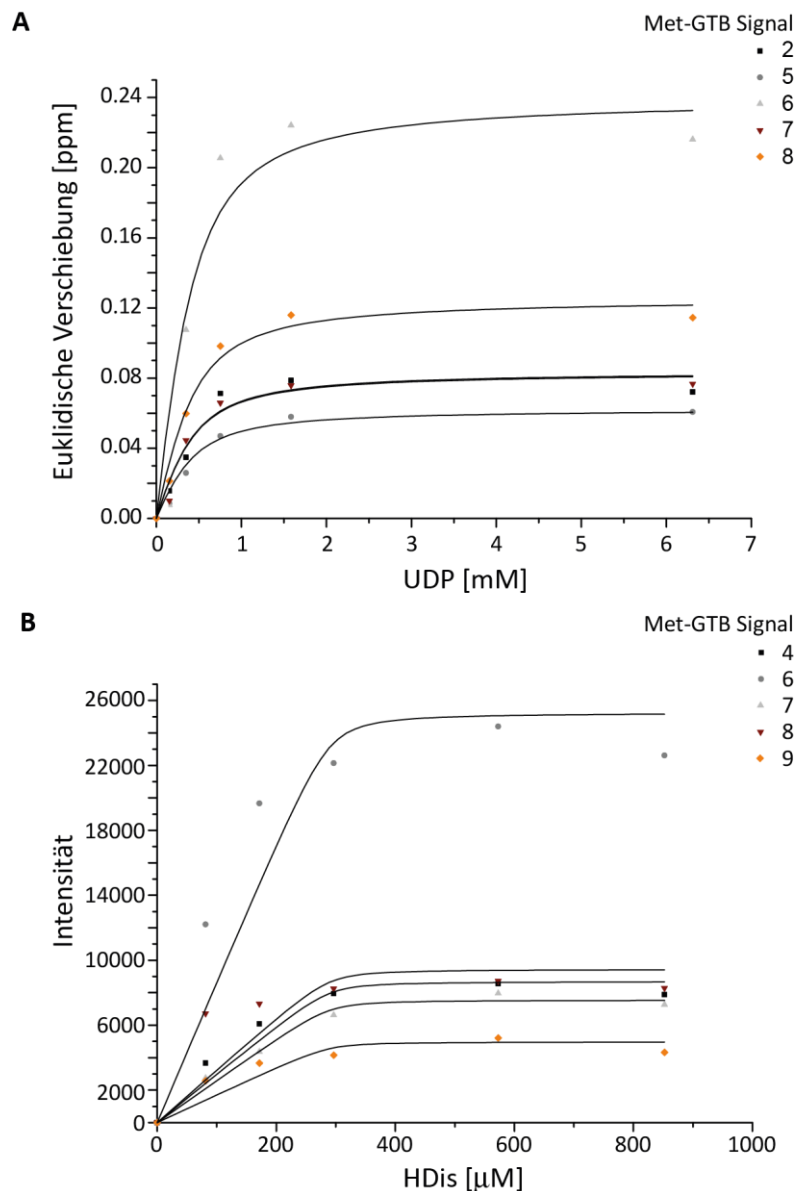 A
Met-GTB Signal
2
5
6
7
8
Euklidische Verschiebung [ppm]
0.24
0.20
0.16
0.12
0.08
0.04
0.00
0 1 2 3 4 5 6 7
UDP [mM]
B
Met-GTB Signal
4
6
7
8
9
Intensität
26000
22000
18000
14000
10000
6000
2000
0
0 200 400 600 800 1000
HDis [µM]